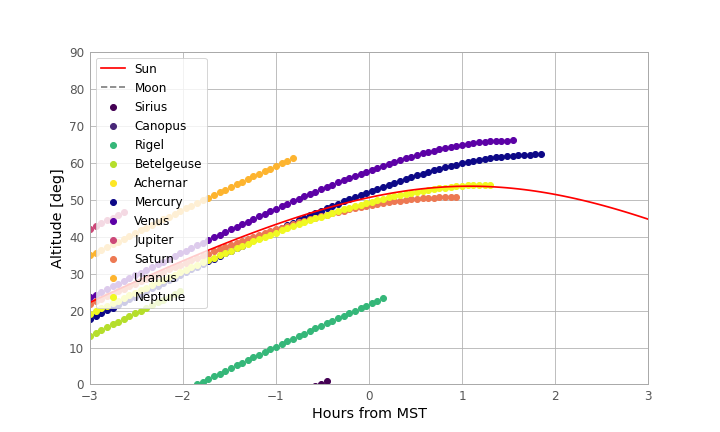 90
80
70
60
50
40
30
20
10
0
Altitude [deg]
Sun
Moon
Sirius
Canopus
Rigel
Betelgeuse
Achernar
Mercury
Venus
Jupiter
Saturn
Uranus
Neptune
−3 −2 −1 0 1 2 3
Hours from MST